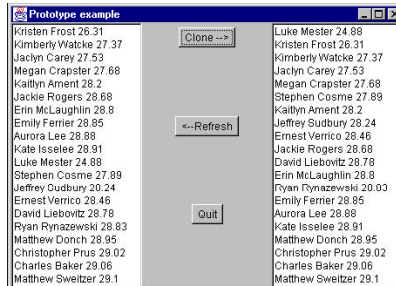 Prototype example
Kristen Frost 26.31
Kimberly Watcke 27.37
Jaclyn Carey 27.53
Megan Crapster 27.68
Kaitlyn Ament 28.2
Jackie Rogers 28.68
Erin McLaughlin 28.8
Emily Ferrier 28.85
Aurora Lee 28.88
Kate Isselee 28.91
Luke Mester 24.88
Stephen Cosme 27.89
Jeffrey Sudbury 28.24
Ernest Verrico 28.46
David Liebovitz 28.78
Ryan Rynazewski 28.83
Matthew Donch 28.95
Christopher Prus 29.02
Charles Baker 29.06
Matthew Sweitzer 29.1
Clone -->
<--Refresh
Quit
Luke Mester 24.88
Kristen Frost 26.31
Kimberly Watcke 27.37
Jaclyn Carey 27.53
Megan Crapster 27.68
Stephen Cosme 27.89
Kaitlyn Ament 28.2
Jeffrey Sudbury 28.24
Ernest Verrico 28.46
Jackie Rogers 28.68
David Liebovitz 28.78
Erin McLaughlin 28.8
Ryan Rynazewski
Emily Ferrier 28.85
Aurora Lee 28.88
Kate Isselee 28.91
Matthew Donch 28.95
Christopher Prus 29.02
Charles Baker 29.06
Matthew Sweitzer 29.1